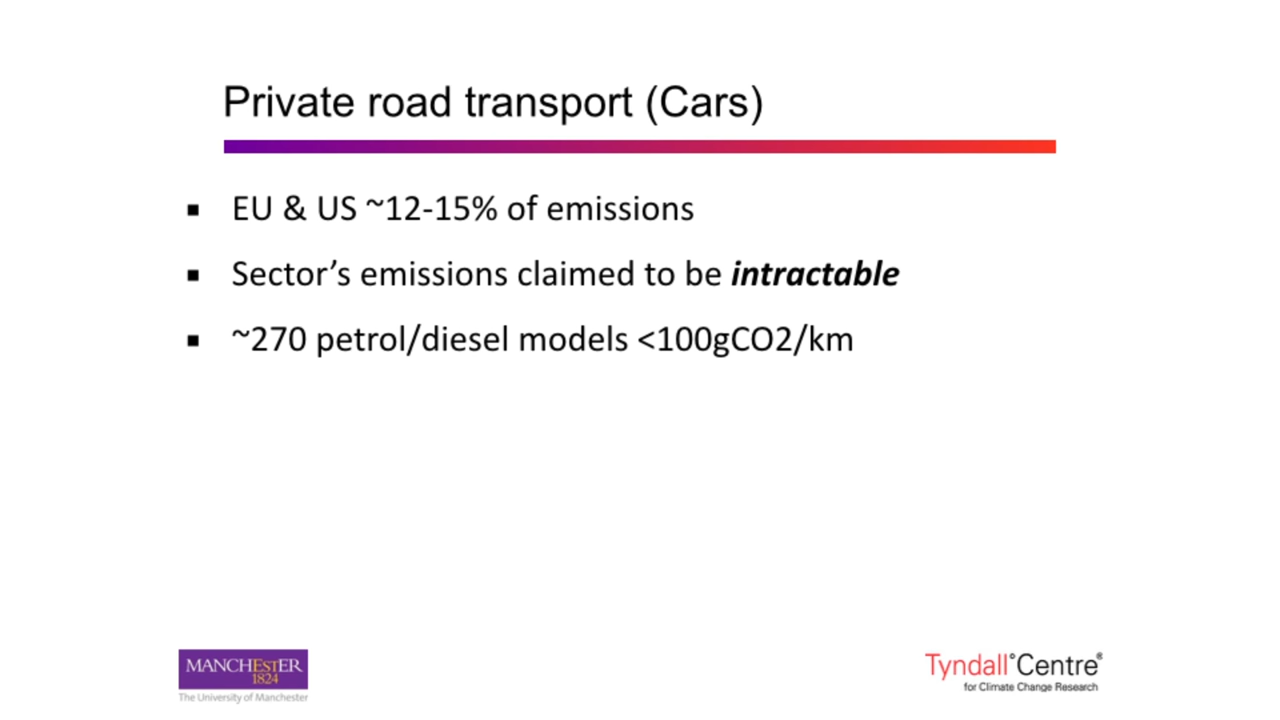 Private road transport (Cars)
▪ EU & US ~12-15% of emissions
▪ Sector’s emissions claimed to be intractable
▪ ~270 petrol/diesel models <100gCO2/km
MANCHEsTER
1824
The University of Manchester
Tyndall°Centre®
for Climate Change Research